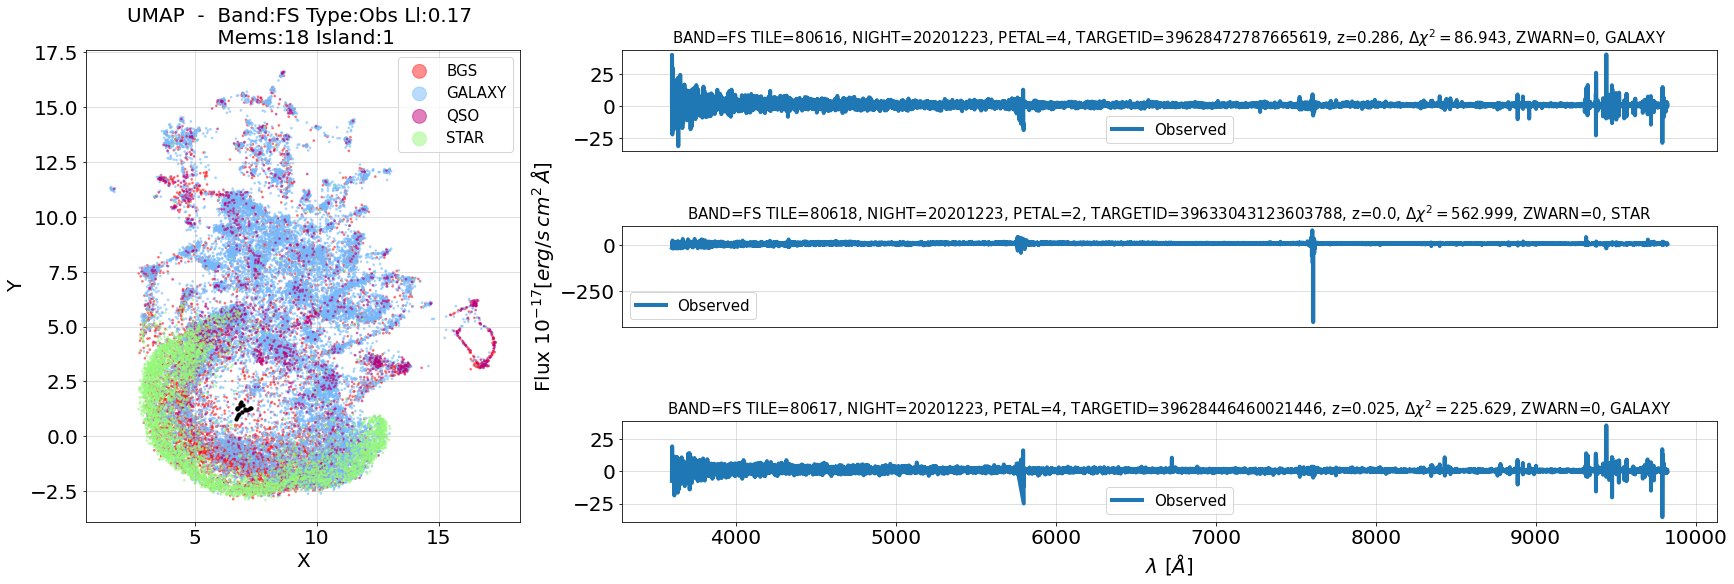 UMAP - Band:FS Type:Obs Ll:0.17
Mems:18 Island:1
17.5
15.0
12.5
10.0
7.5
5.0
2.5
0.0
−2.5
Y
5
10
15
X
BGS
GALAXY
QSO
STAR
Flux 10⁻¹⁷[erg/s cm² Å]
BAND=FS TILE=80616, NIGHT=20201223, PETAL=4, TARGETID=39628472787665619, z=0.286, Δχ² = 86.943, ZWARN=0, GALAXY
25
0
−25
Observed
BAND=FS TILE=80618, NIGHT=20201223, PETAL=2, TARGETID=39633043123603788, z=0.0, Δχ² = 562.999, ZWARN=0, STAR
0
−250
Observed
BAND=FS TILE=80617, NIGHT=20201223, PETAL=4, TARGETID=39628446460021446, z=0.025, Δχ² = 225.629, ZWARN=0, GALAXY
25
0
−25
Observed
4000
5000
6000
7000
8000
9000
10000
λ [Å]